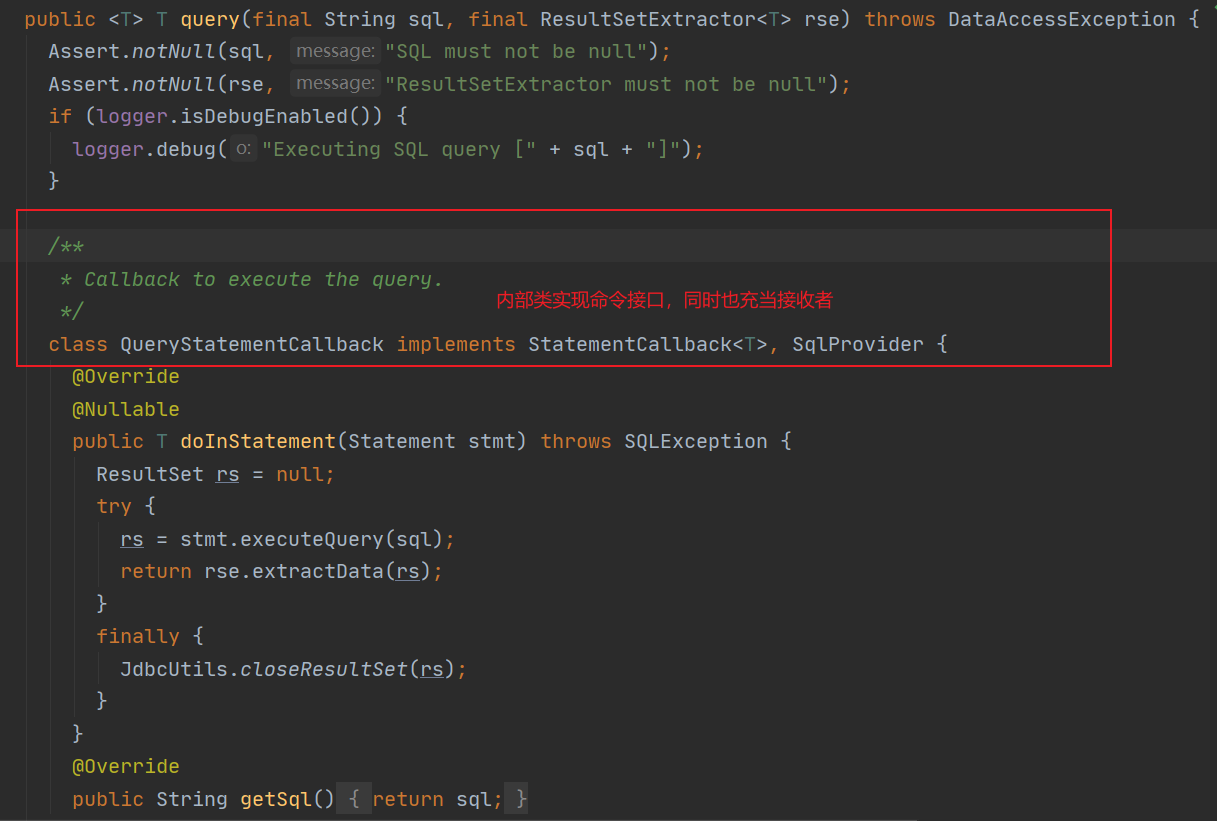 public <T> T query(final String sql, final ResultSetExtractor<T> rse) throws DataAccessException {
Assert.notNull(sql, message: "SQL must not be null");
Assert.notNull(rse, message: "ResultSetExtractor must not be null");
if (logger.isDebugEnabled()) {
logger.debug( o: "Executing SQL query [" + sql + "]");
}
/**
* Callback to execute the query.
内部类实现命令接口，同时也充当接收者
*/
class QueryStatementCallback implements StatementCallback<T>, SqlProvider {
@Override
@Nullable
public T doInStatement(Statement stmt) throws SQLException {
ResultSet rs = null;
try {
rs = stmt.executeQuery(sql);
return rse.extractData(rs);
}
finally {
JdbcUtils.closeResultSet(rs);
}
}
@Override
public String getSql() { return sql; }